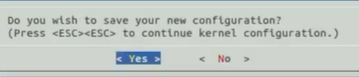 Do you wish to save your new configuration?
(Press <ESC><ESC> to continue kernel configuration.)
< Yes > < No >